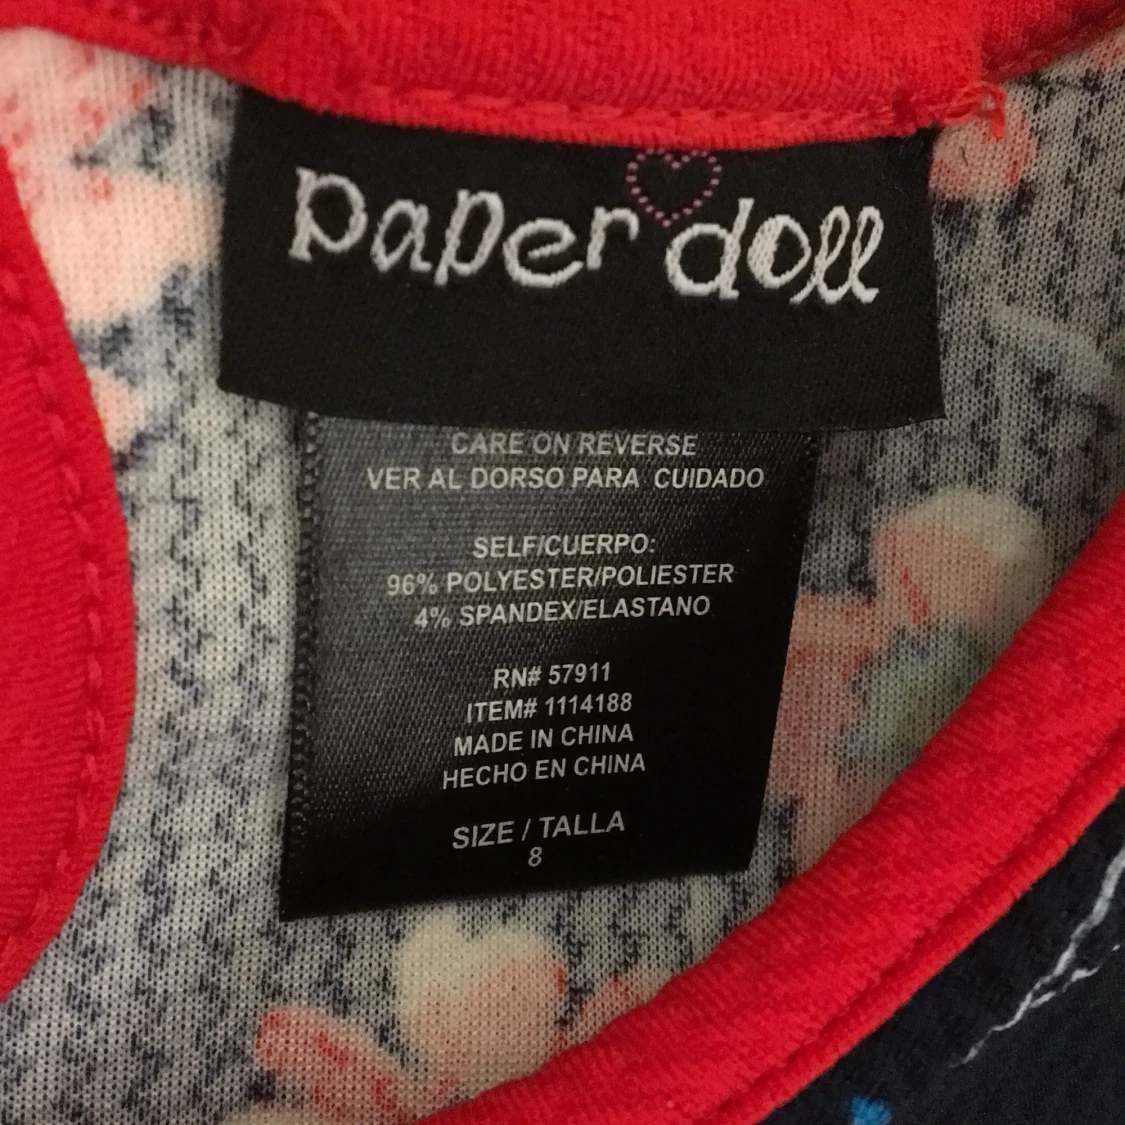 paper doll
CARE ON REVERSE
VER AL DORSO PARA CUIDADO
SELF/CUERPO:
96% POLYESTER/POLIESTER
4% SPANDEX/ELASTANO
RN# 57911
ITEM# 1114188
MADE IN CHINA
HECHO EN CHINA
SIZE / TALLA
8